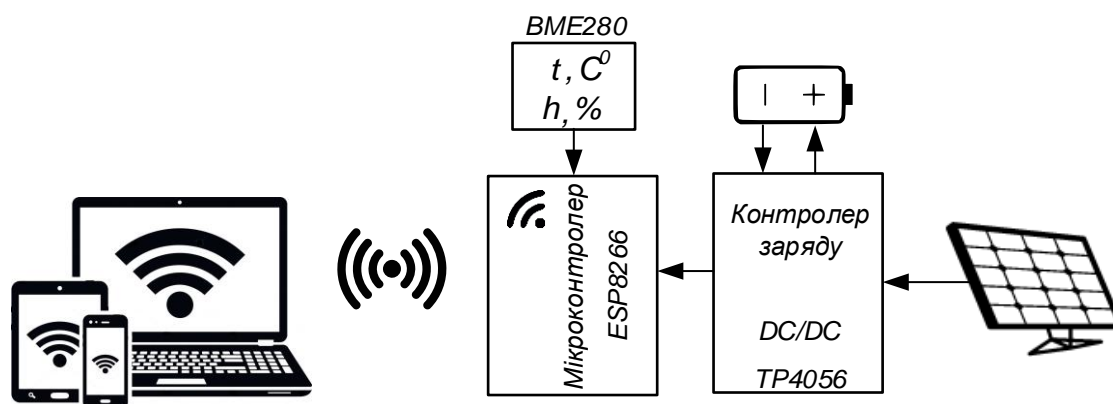 BME280
t, C⁰
h, %
Мікроконтролер
ESP8266
Контролер
заряду
DC/DC
TP4056